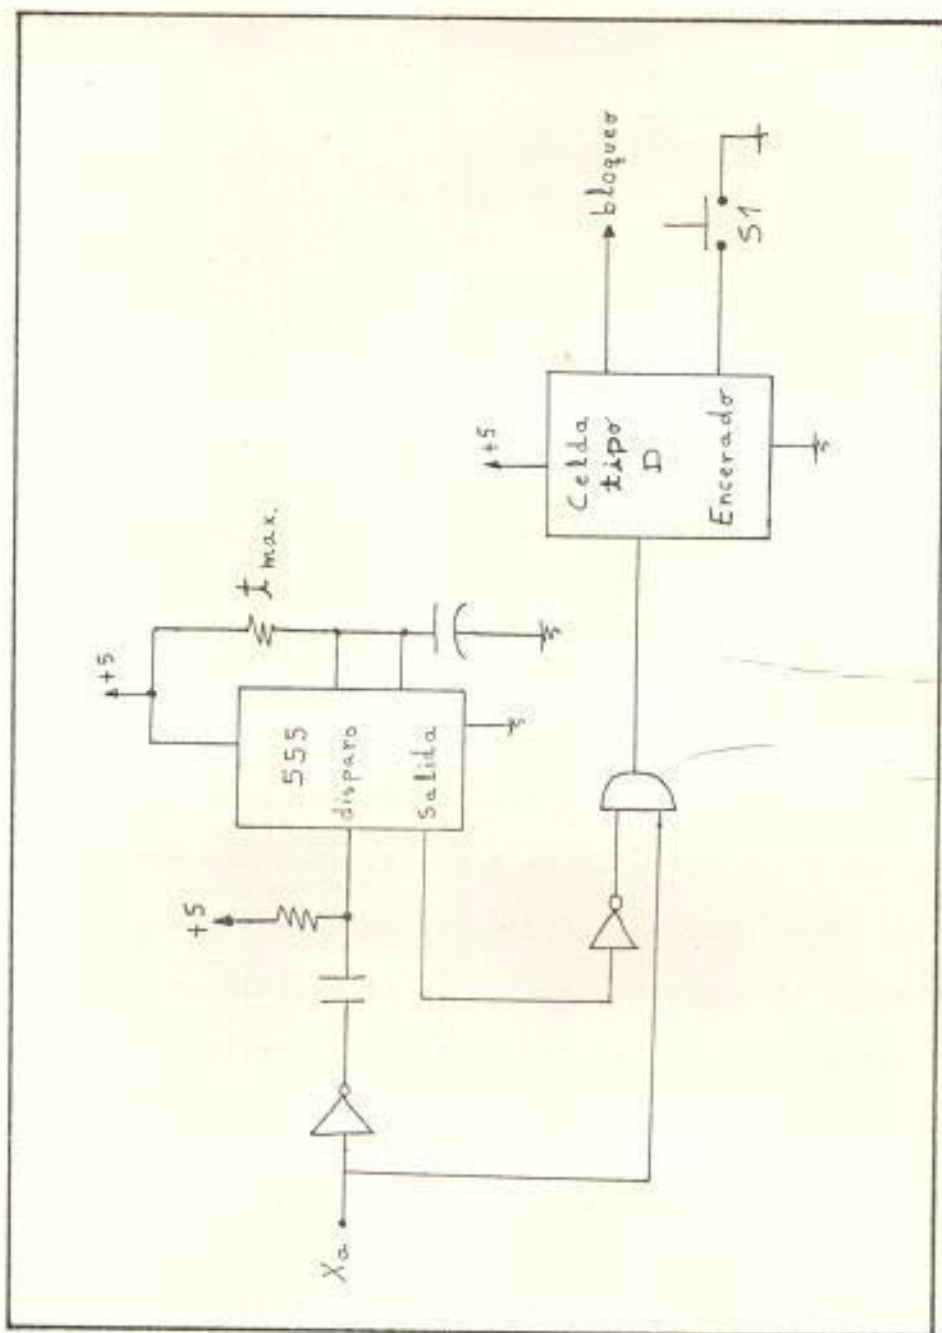 +5
+5
t max.
555
disparo
Salida
Xa
+5
Celda
tipo
D
Encerado
bloqueo
S1